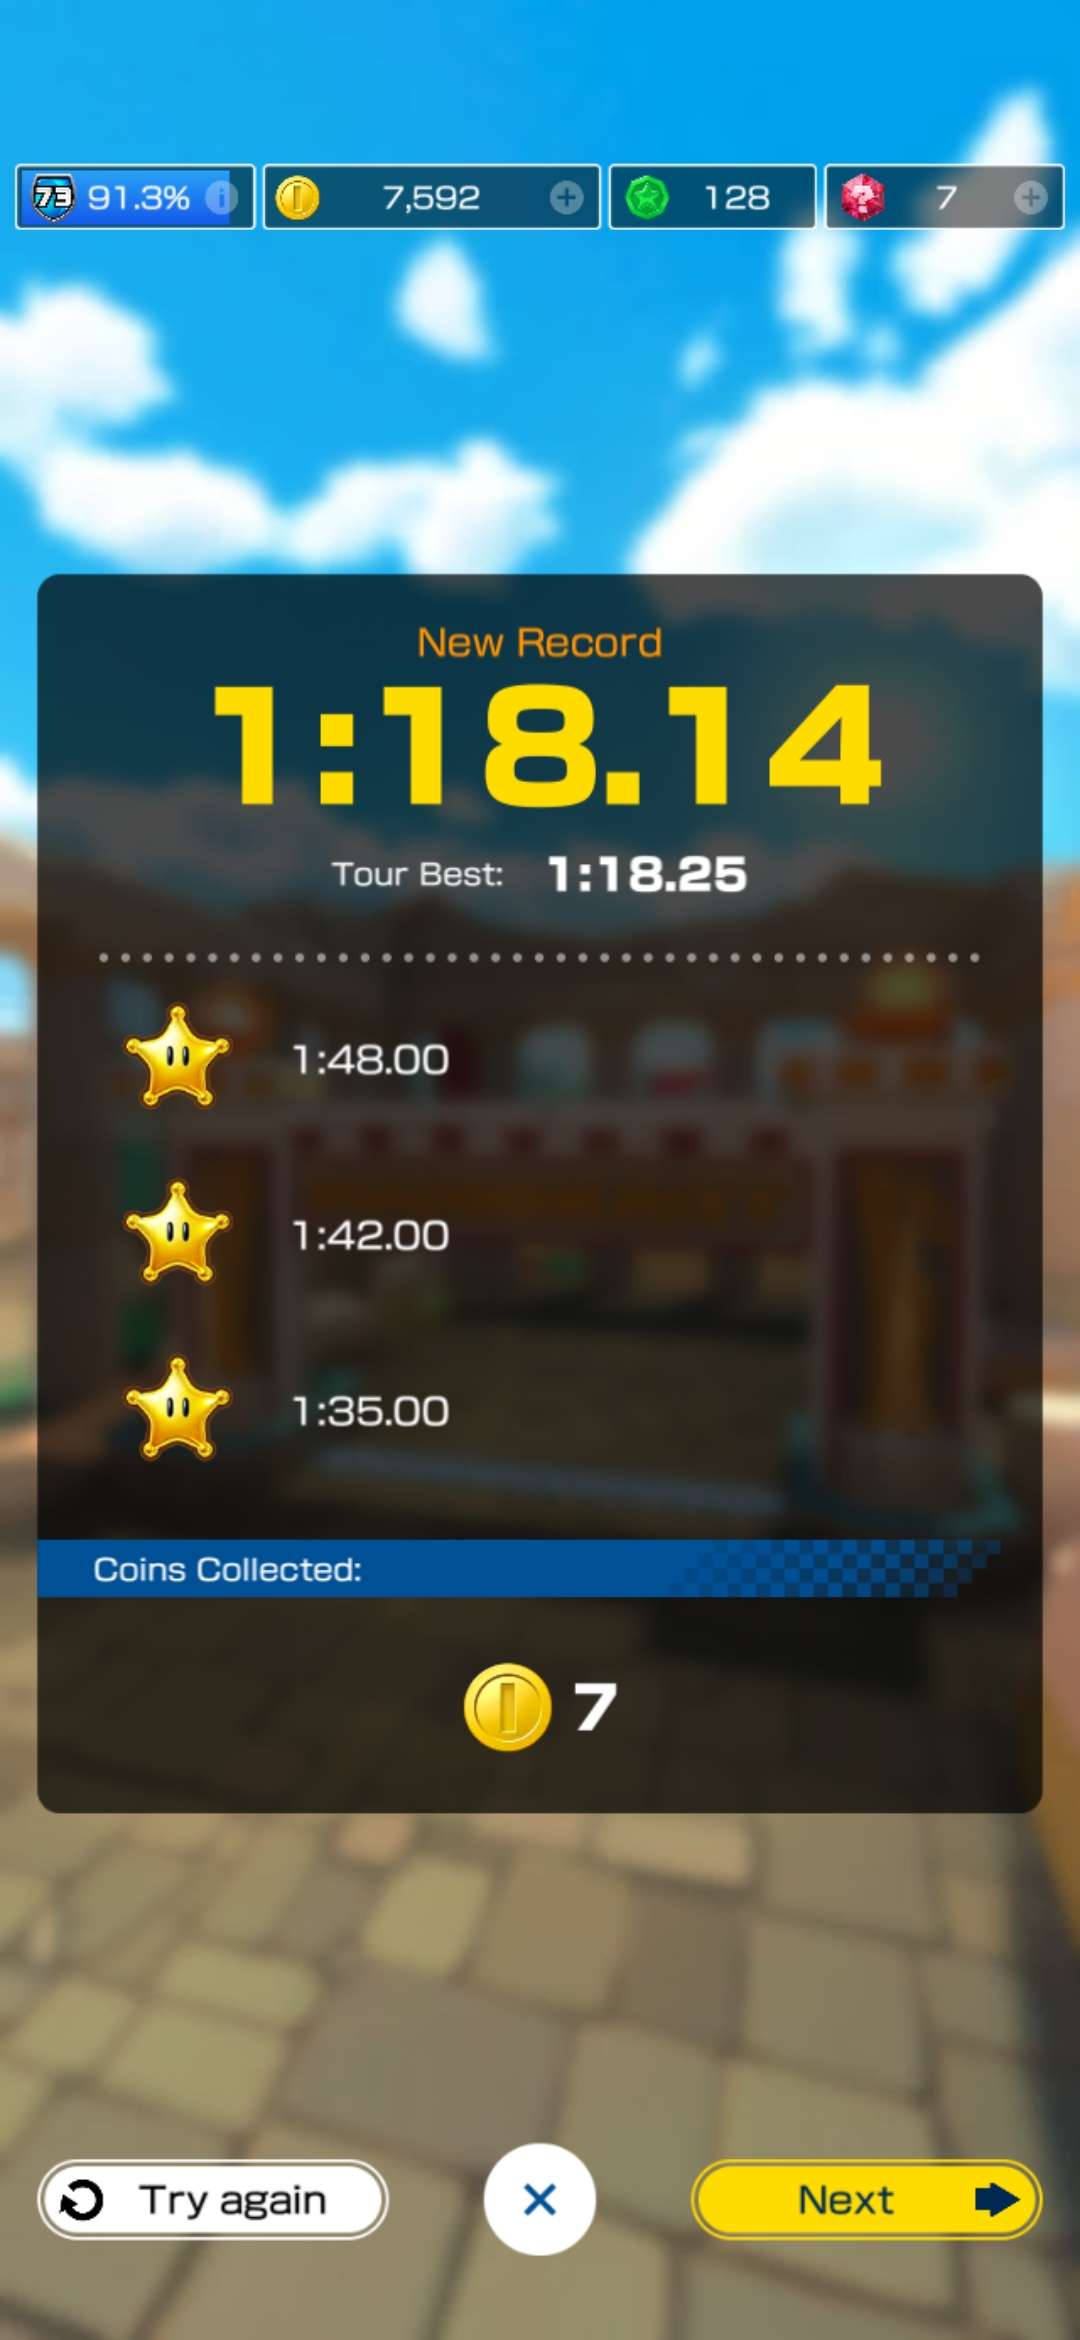 73 91.3% 7,592 128 7
New Record
1:18.14
Tour Best: 1:18.25
1:48.00
1:42.00
1:35.00
Coins Collected:
7
Try again Next